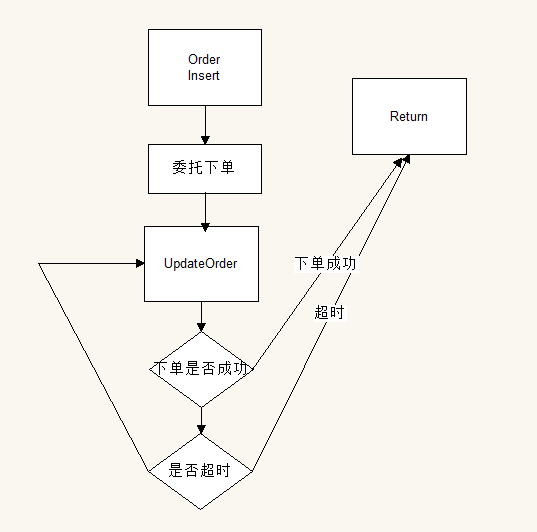 Order
Insert
Return
委托下单
UpdateOrder
下单成功
超时
下单是否成功
是否超时